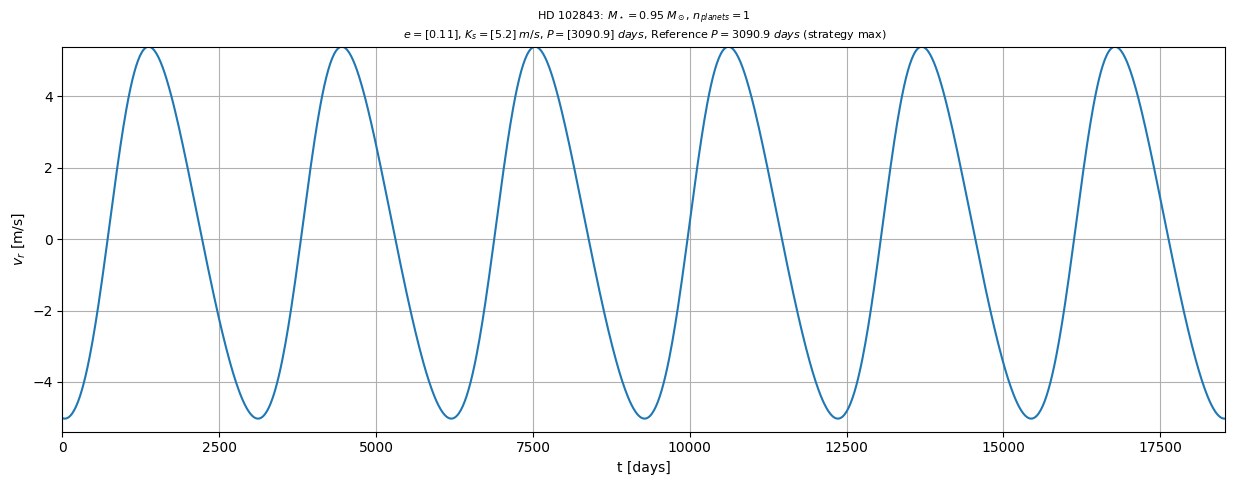 HD 102843: $M_\star = 0.95\ M_\odot$, $n_{planets} = 1$
$e = [0.11]$, $K_s = [5.2]\ m/s$, $P = [3090.9]\ days$, Reference $P = 3090.9\ days$ (strategy max)
4
2
0
−2
−4
$v_r$ [m/s]
0 2500 5000 7500 10000 12500 15000 17500
t [days]